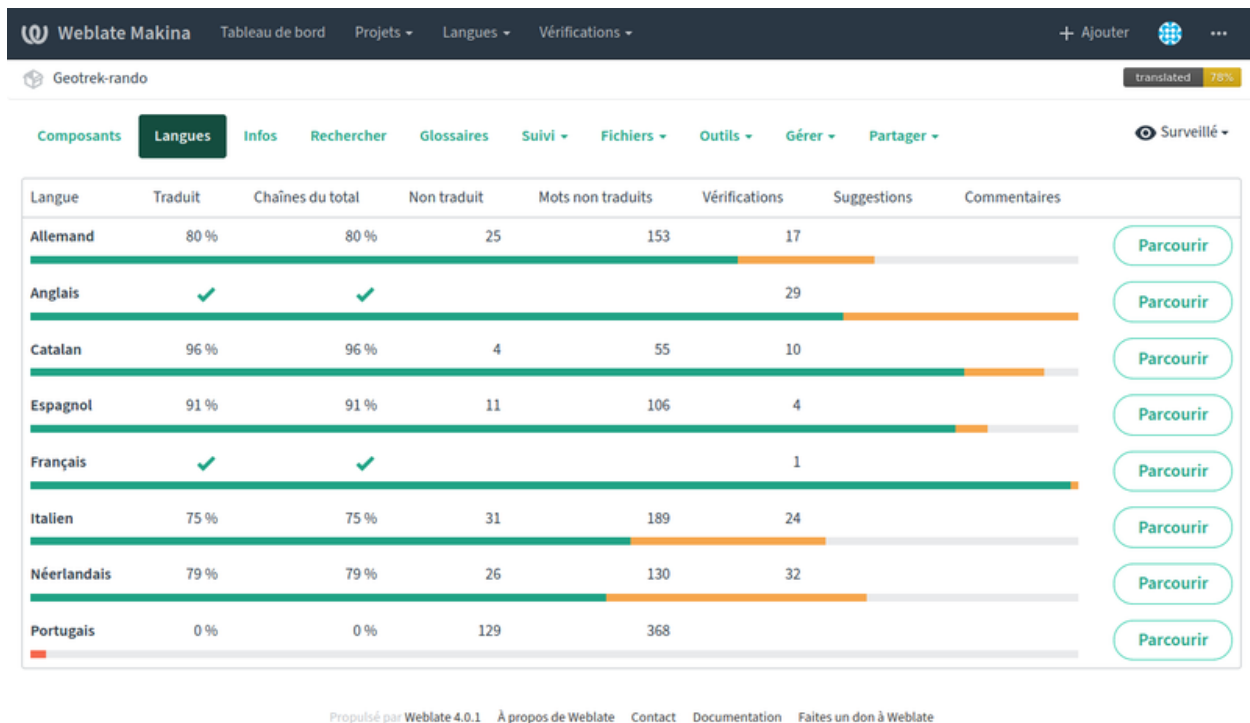 Weblate Makina Tableau de bord Projets Langues Vérifications + Ajouter ...
Geotrek-rando translated 78%
Composants Langues Infos Rechercher Glossaires Suivi Fichiers Outils Gérer Partager Surveillé
Langue Traduit Chaînes du total Non traduit Mots non traduits Vérifications Suggestions Commentaires
Allemand 80 % 80 % 25 153 17 Parcourir
Anglais 29 Parcourir
Catalan 96 % 96 % 4 55 10 Parcourir
Espagnol 91 % 91 % 11 106 4 Parcourir
Français 1 Parcourir
Italien 75 % 75 % 31 189 24 Parcourir
Néerlandais 79 % 79 % 26 130 32 Parcourir
Portugais 0 % 0 % 129 368 Parcourir
Propulsé par Weblate 4.0.1 À propos de Weblate Contact Documentation Faites un don à Weblate